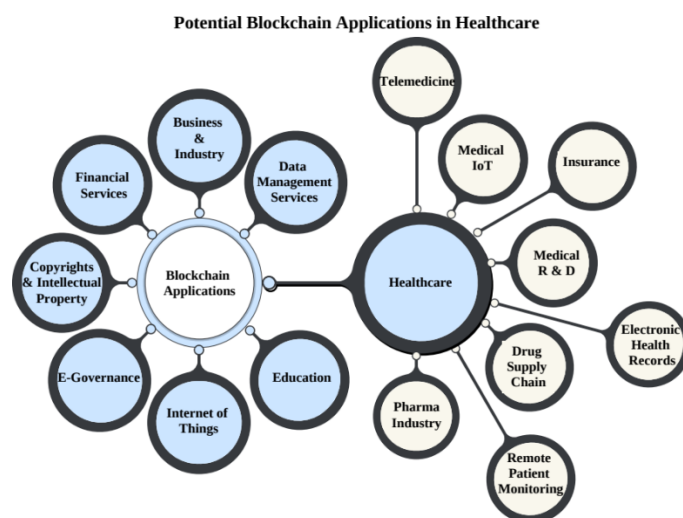 Potential Blockchain Applications in Healthcare
Telemedicine
Business
&
Industry
Medical
IoT
Insurance
Financial
Services
Data
Management
Services
Copyrights
& Intellectual
Property
Blockchain
Applications
Healthcare
Medical
R & D
Electronic
Health
Records
Drug
Supply
Chain
E-Governance
Education
Internet of
Things
Pharma
Industry
Remote
Patient
Monitoring